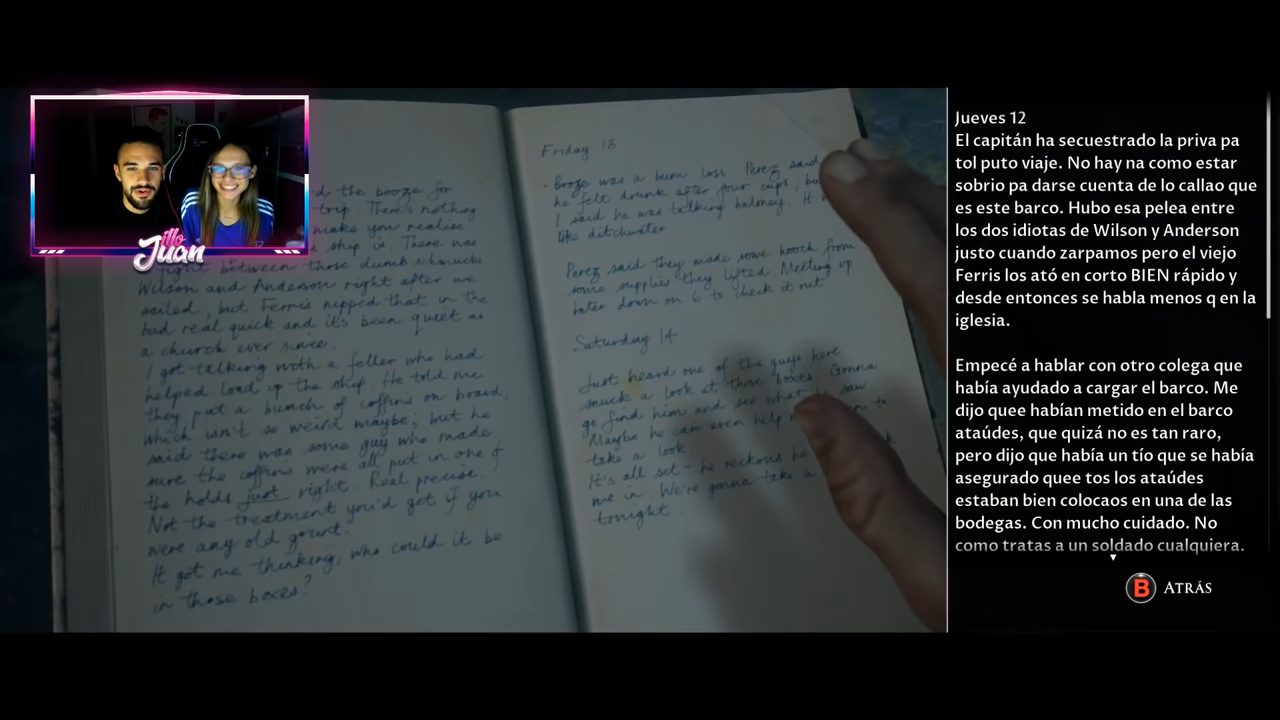 illo
Juan
d the booze for
trip. There's nothing
make you realise
s ship is. There was
fight between those dumb schmucks
Wilson and Anderson right after we
sailed, but Ferris nipped that in the
bud real quick and it's been quiet as
a church ever since.
I got talking with a feller who had
helped load up the ship. He told me
they put a bunch of coffins on board,
which isn't so weird maybe; but he
said there was some guy who made
sure the coffins were all put in one of
the holds just right. Real precise.
Not the treatment you'd get if you
were any old grunt.
It got me thinking, who could it be
in those boxes?
Friday 13
Booze was a bum loss Perez said
he felt drunk after four cups, bu
I said he was talking baloney. It
like ditchwater
Perez said they made some hooch from
some supplies they lifted. Meeting up
later down on 6 to check it out
Saturday 14
Just heard one of the guys here
snuck a look at those boxes Gonna
go find him and see what saw
Maybe he can even help to
take a look
It's all set - he reckons he
me in. We're gonna take a
tonight.
Jueves 12
El capitán ha secuestrado la priva pa
tol puto viaje. No hay na como estar
sobrio pa darse cuenta de lo callao que
es este barco. Hubo esa pelea entre
los dos idiotas de Wilson y Anderson
justo cuando zarpamos pero el viejo
Ferris los ató en corto BIEN rápido y
desde entonces se habla menos q en la
iglesia.
Empecé a hablar con otro colega que
había ayudado a cargar el barco. Me
dijo quee habían metido en el barco
ataúdes, que quizá no es tan raro,
pero dijo que había un tío que se había
asegurado quee tos los ataúdes
estaban bien colocaos en una de las
bodegas. Con mucho cuidado. No
como tratas a un soldado cualquiera.
B ATRÁS